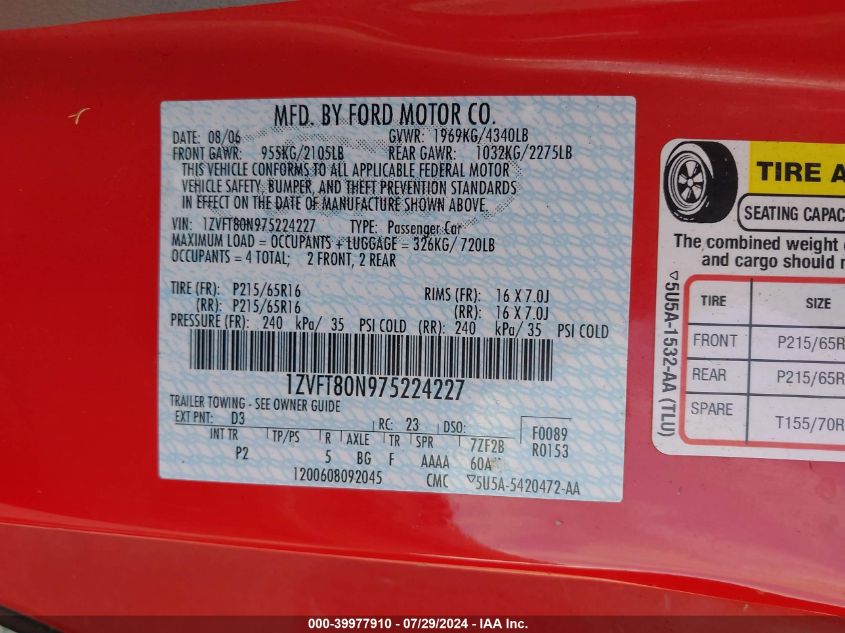 MFD. BY FORD MOTOR CO.
DATE: 08/06 GVWR: 1969KG/4340LB
FRONT GAWR: 955KG/2105LB REAR GAWR: 1032KG/2275LB
THIS VEHICLE CONFORMS TO ALL APPLICABLE FEDERAL MOTOR
VEHICLE SAFETY, BUMPER, AND THEFT PREVENTION STANDARDS
IN EFFECT ON THE DATE OF MANUFACTURE SHOWN ABOVE.
VIN: 1ZVFT80N975224227 TYPE: Passenger Car
MAXIMUM LOAD = OCCUPANTS + LUGGAGE = 326KG/ 720LB
OCCUPANTS = 4 TOTAL; 2 FRONT, 2 REAR
TIRE (FR): P215/65R16 RIMS (FR): 16 X 7.0J
(RR): P215/65R16 (RR): 16 X 7.0J
PRESSURE (FR): 240 kPa/ 35 PSI COLD (RR): 240 kPa/ 35 PSI COLD
1ZVFT80N975224227
TRAILER TOWING - SEE OWNER GUIDE
EXT PNT: D3 RC: 23 DSO: F0089
INT TR TP/PS R AXLE TR SPR 7ZF2B R0153
P2 5 BG F AAAA 60A
1200608092045 CMC ▽5U5A-5420472-AA
TIRE A
SEATING CAPAC
The combined weight
and cargo should
▽5U5A-1532-AA (TLU)
TIRE SIZE
FRONT P215/65R
REAR P215/65R
SPARE T155/70R
000-39977910 - 07/29/2024 - IAA Inc.